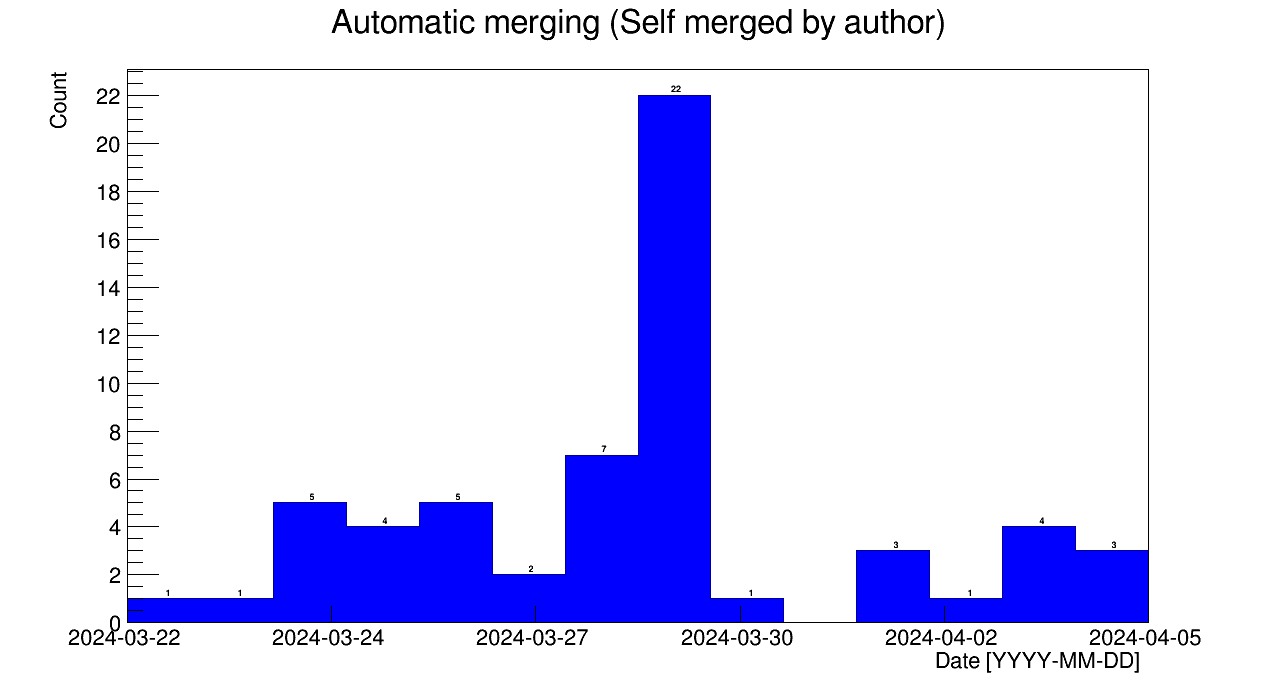 Automatic merging (Self merged by author)
Count
22
20
18
16
14
12
10
8
6
4
2
0
1 1 5 4 5 2 7 22 1 3 1 4 3
2024-03-22 2024-03-24 2024-03-27 2024-03-30 2024-04-02 2024-04-05
Date [YYYY-MM-DD]